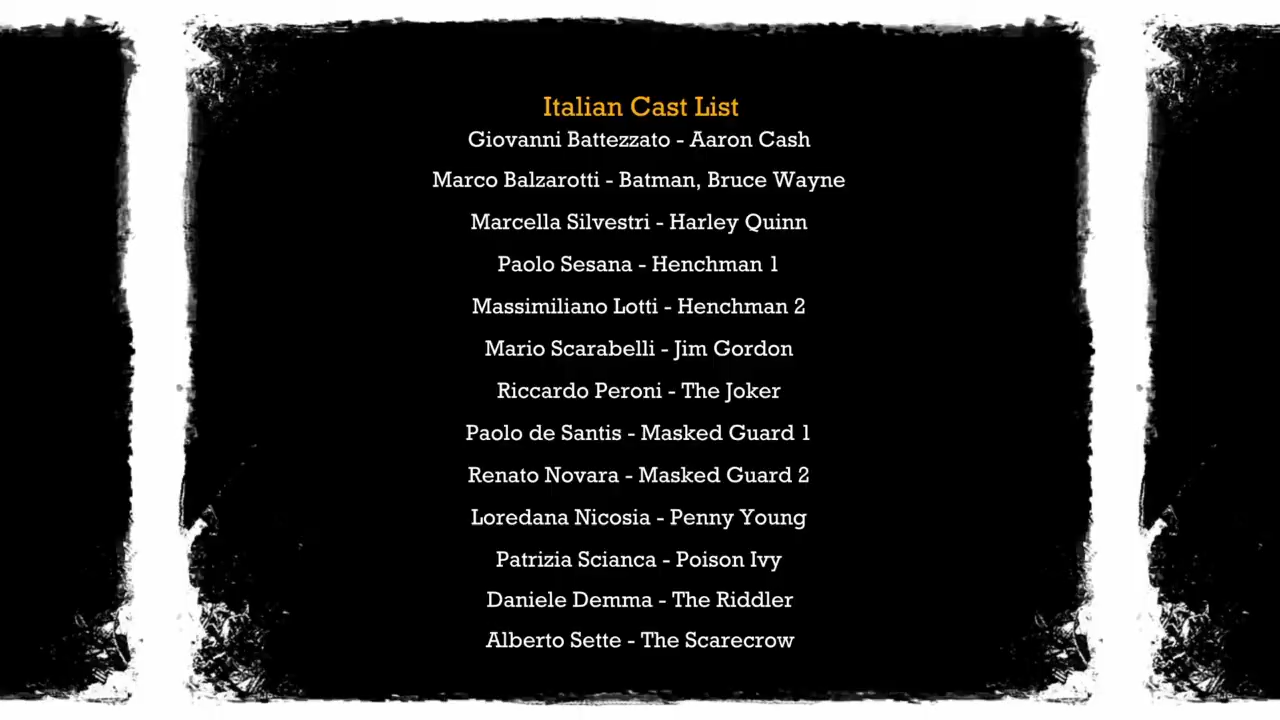 Italian Cast List
Giovanni Battezzato - Aaron Cash
Marco Balzarotti - Batman, Bruce Wayne
Marcella Silvestri - Harley Quinn
Paolo Sesana - Henchman 1
Massimiliano Lotti - Henchman 2
Mario Scarabelli - Jim Gordon
Riccardo Peroni - The Joker
Paolo de Santis - Masked Guard 1
Renato Novara - Masked Guard 2
Loredana Nicosia - Penny Young
Patrizia Scianca - Poison Ivy
Daniele Demma - The Riddler
Alberto Sette - The Scarecrow